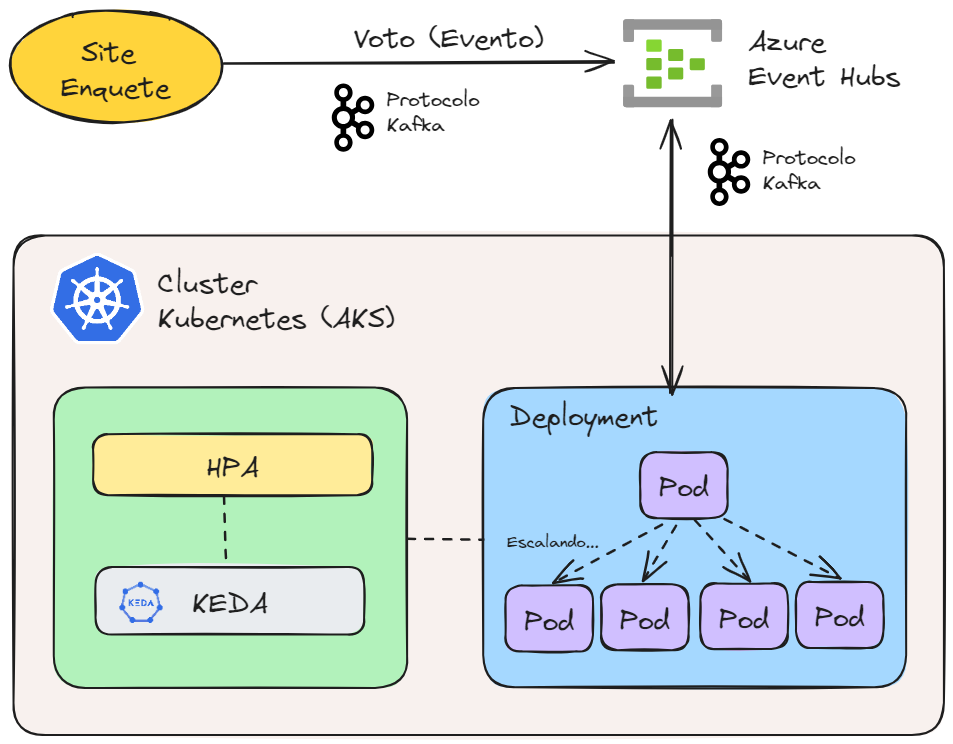 Site
Enquete
Voto (Evento)
Protocolo
Kafka
Azure
Event Hubs
Protocolo
Kafka
Cluster
Kubernetes (AKS)
HPA
KEDA
KEDA
Deployment
Pod
Escalando...
Pod
Pod
Pod
Pod